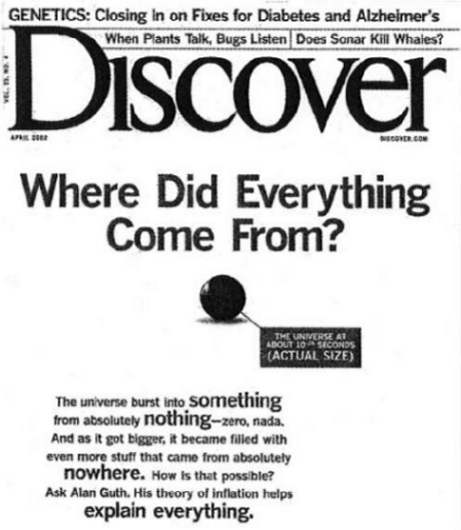 GENETICS: Closing In on Fixes for Diabetes and Alzheimer's
When Plants Talk, Bugs Listen | Does Sonar Kill Whales?
Discover
APRIL 2002
DISCOVER.COM
Where Did Everything
Come From?
THE UNIVERSE AT
ABOUT 10 SECONDS
(ACTUAL SIZE)
The universe burst into something
from absolutely nothing—zero, nada.
And as it got bigger, it became filled with
even more stuff that came from absolutely
nowhere. How is that possible?
Ask Alan Guth. His theory of inflation helps
explain everything.